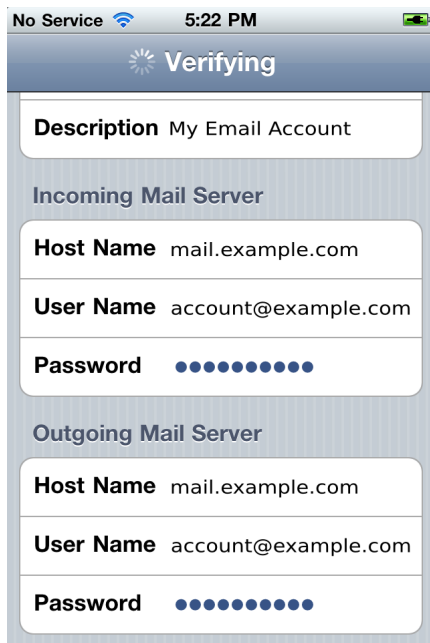 No Service 5:22 PM
Verifying
Description My Email Account
Incoming Mail Server
Host Name mail.example.com
User Name account@example.com
Password ●●●●●●●●●●
Outgoing Mail Server
Host Name mail.example.com
User Name account@example.com
Password ●●●●●●●●●●